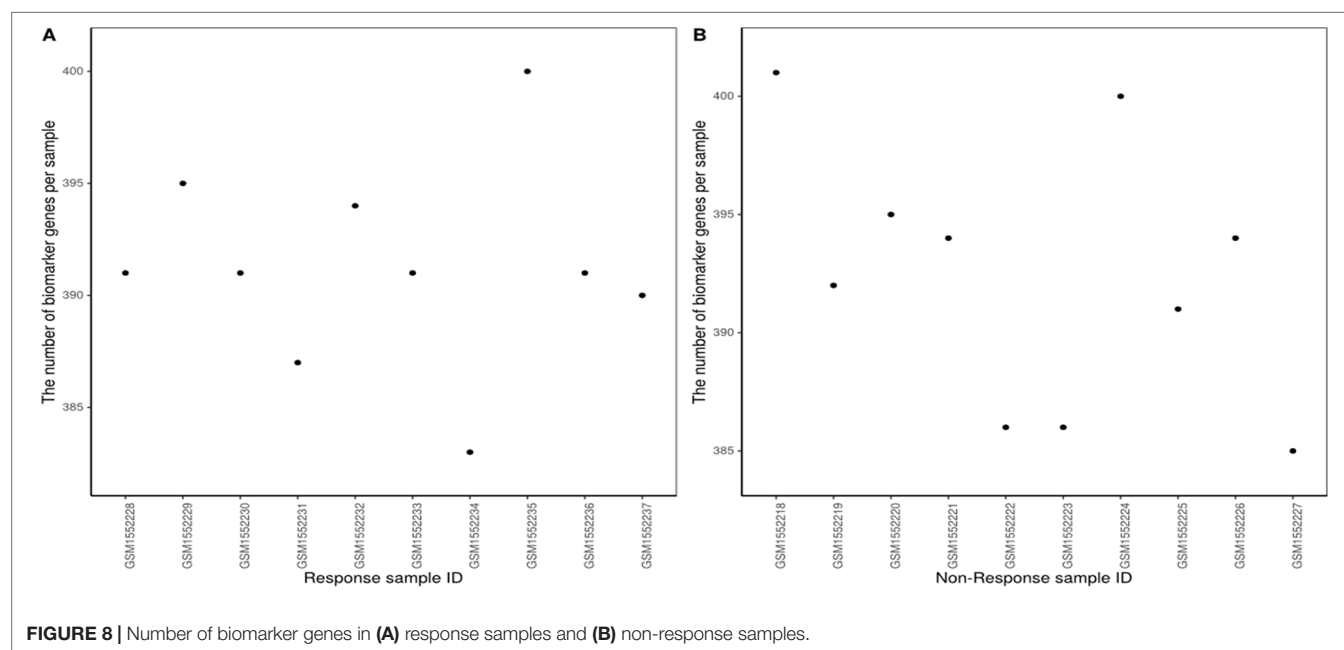 A
The number of biomarker genes per sample
400
395
390
385
GSM1552228
GSM1552229
GSM1552230
GSM1552231
GSM1552232
GSM1552233
GSM1552234
GSM1552235
GSM1552236
GSM1552237
Response sample ID
B
The number of biomarker genes per sample
400
395
390
385
GSM1552218
GSM1552219
GSM1552220
GSM1552221
GSM1552222
GSM1552223
GSM1552224
GSM1552225
GSM1552226
GSM1552227
Non-Response sample ID
FIGURE 8 | Number of biomarker genes in (A) response samples and (B) non-response samples.